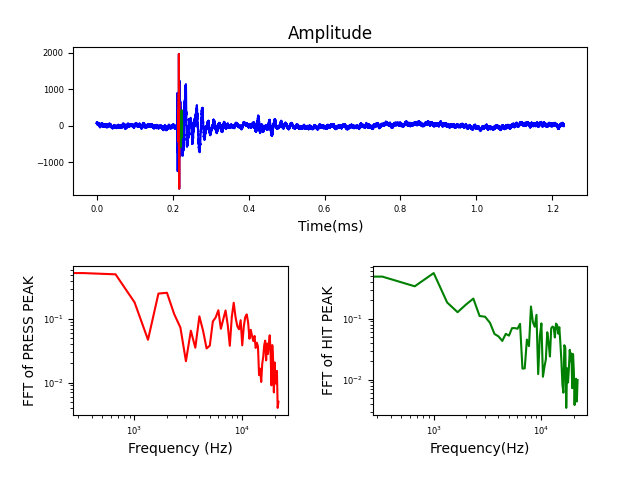 Amplitude
2000
1000
0
−1000
0.0 0.2 0.4 0.6 0.8 1.0 1.2
Time(ms)
FFT of PRESS PEAK
10⁻¹
10⁻²
10³ 10⁴
Frequency (Hz)
FFT of HIT PEAK
10⁻¹
10⁻²
10³ 10⁴
Frequency(Hz)